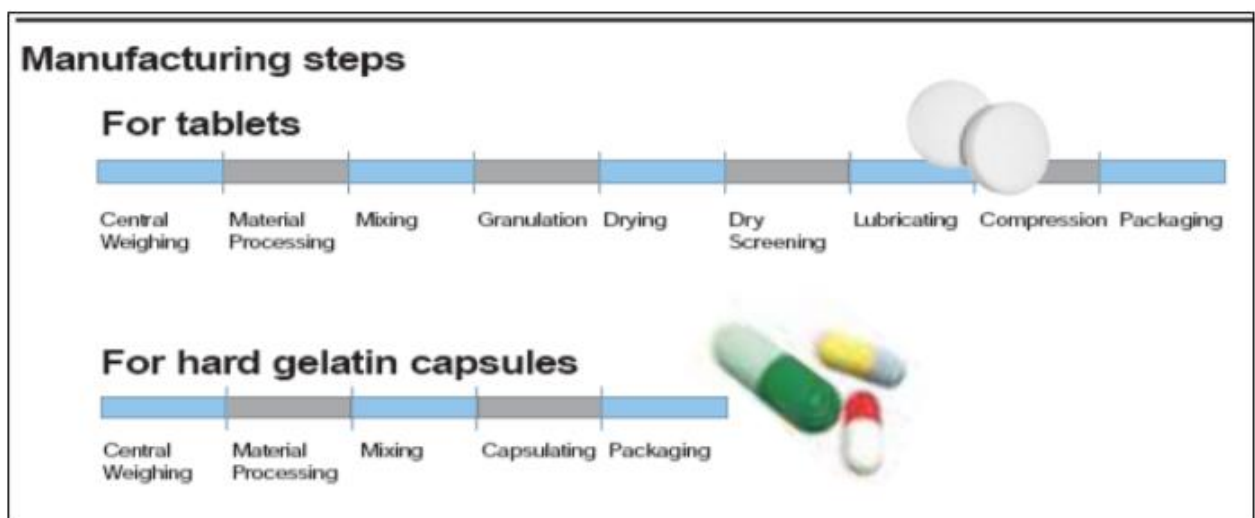 Manufacturing steps
For tablets
Central Weighing
Material Processing
Mixing
Granulation
Drying
Dry Screening
Lubricating
Compression
Packaging
For hard gelatin capsules
Central Weighing
Material Processing
Mixing
Capsulating
Packaging